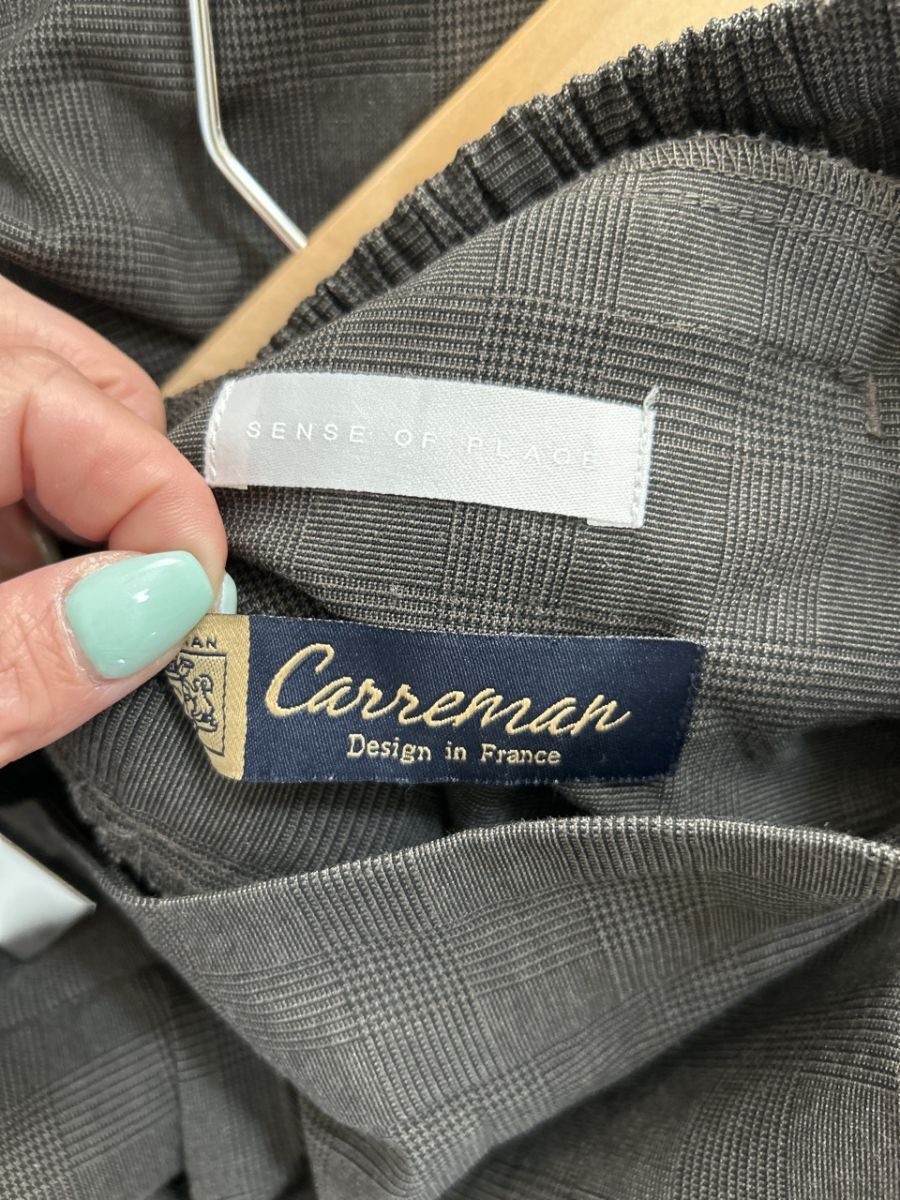 SENSE OF PLACE
Carreman
Design in France